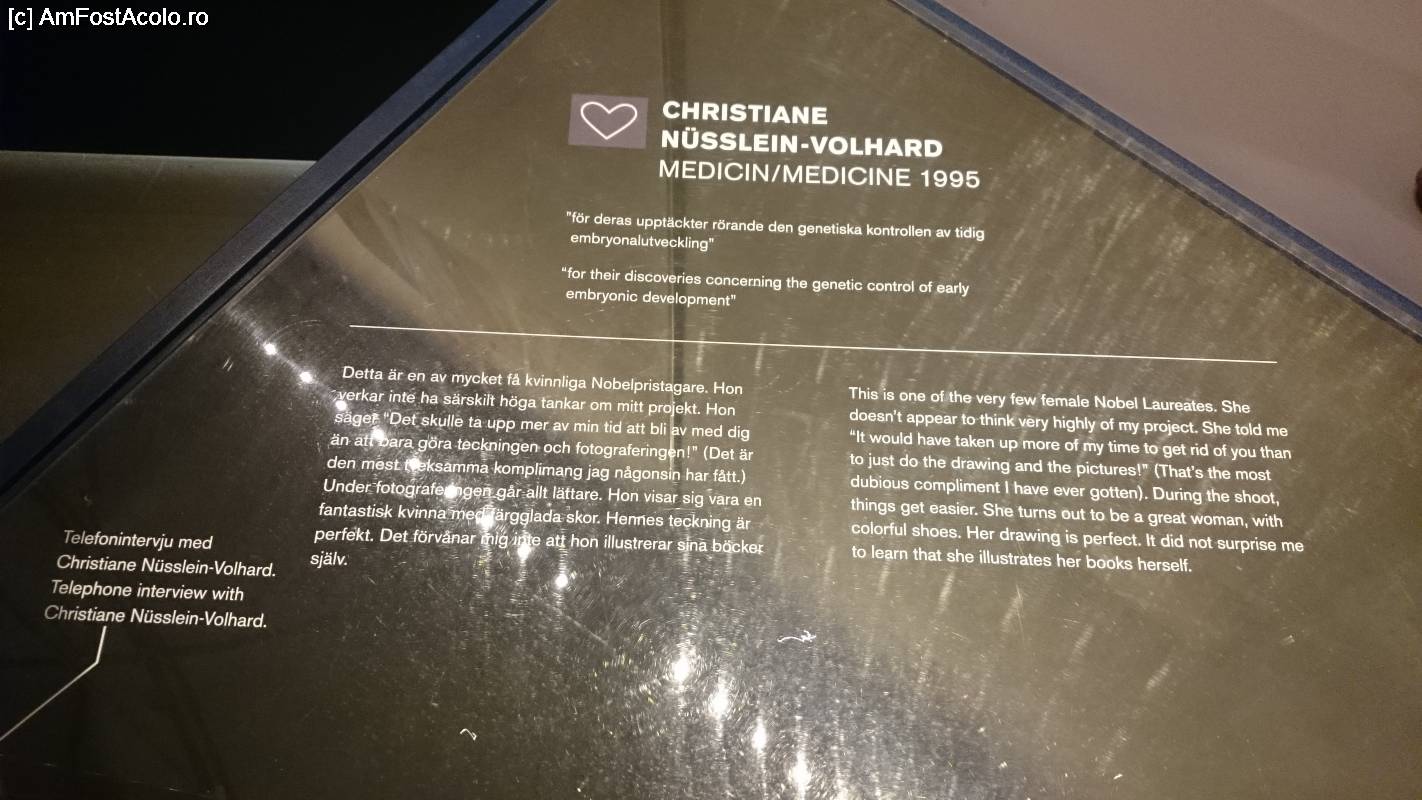 [c] AmFostAcolo.ro
CHRISTIANE
NÜSSLEIN-VOLHARD
MEDICIN/MEDICINE 1995
"för deras upptäckter rörande den genetiska kontrollen av tidig
embryonalutveckling"
"for their discoveries concerning the genetic control of early
embryonic development"
Detta är en av mycket få kvinnliga Nobelpristagare. Hon
verkar inte ha särskilt höga tankar om mitt projekt. Hon
säger "Det skulle ta upp mer av min tid att bli av med dig
än att bara göra teckningen och fotograferingen!" (Det är
den mest tveksamma komplimang jag någonsin har fått.)
Under fotograferingen går allt lättare. Hon visar sig vara en
fantastisk kvinna med färgglada skor. Hennes teckning är
perfekt. Det förvånar mig inte att hon illustrerar sina böcker
själv.
This is one of the very few female Nobel Laureates. She
doesn't appear to think very highly of my project. She told me
"It would have taken up more of my time to get rid of you than
to just do the drawing and the pictures!" (That's the most
dubious compliment I have ever gotten). During the shoot,
things get easier. She turns out to be a great woman, with
colorful shoes. Her drawing is perfect. It did not surprise me
to learn that she illustrates her books herself.
Telefonintervju med
Christiane Nüsslein-Volhard.
Telephone interview with
Christiane Nüsslein-Volhard.